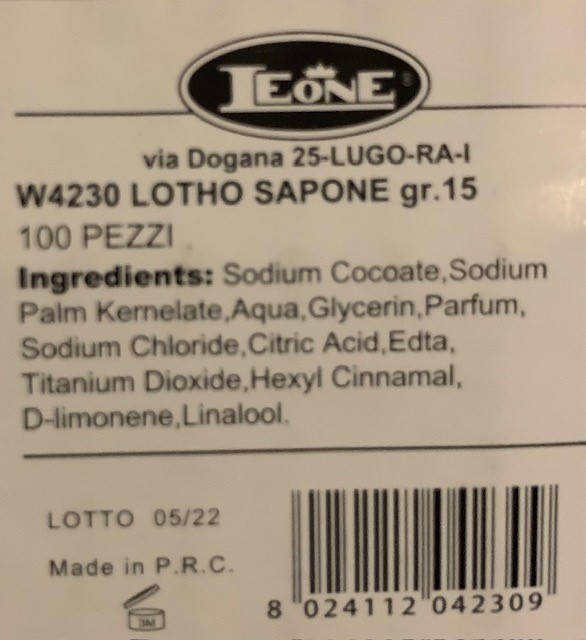 LEONE
via Dogana 25-LUGO-RA-I
W4230 LOTHO SAPONE gr.15
100 PEZZI
Ingredients: Sodium Cocoate,Sodium
Palm Kernelate,Aqua,Glycerin,Parfum,
Sodium Chloride,Citric Acid,Edta,
Titanium Dioxide,Hexyl Cinnamal,
D-limonene,Linalool.
LOTTO 05/22
Made in P.R.C.
3M
8 024112 042309